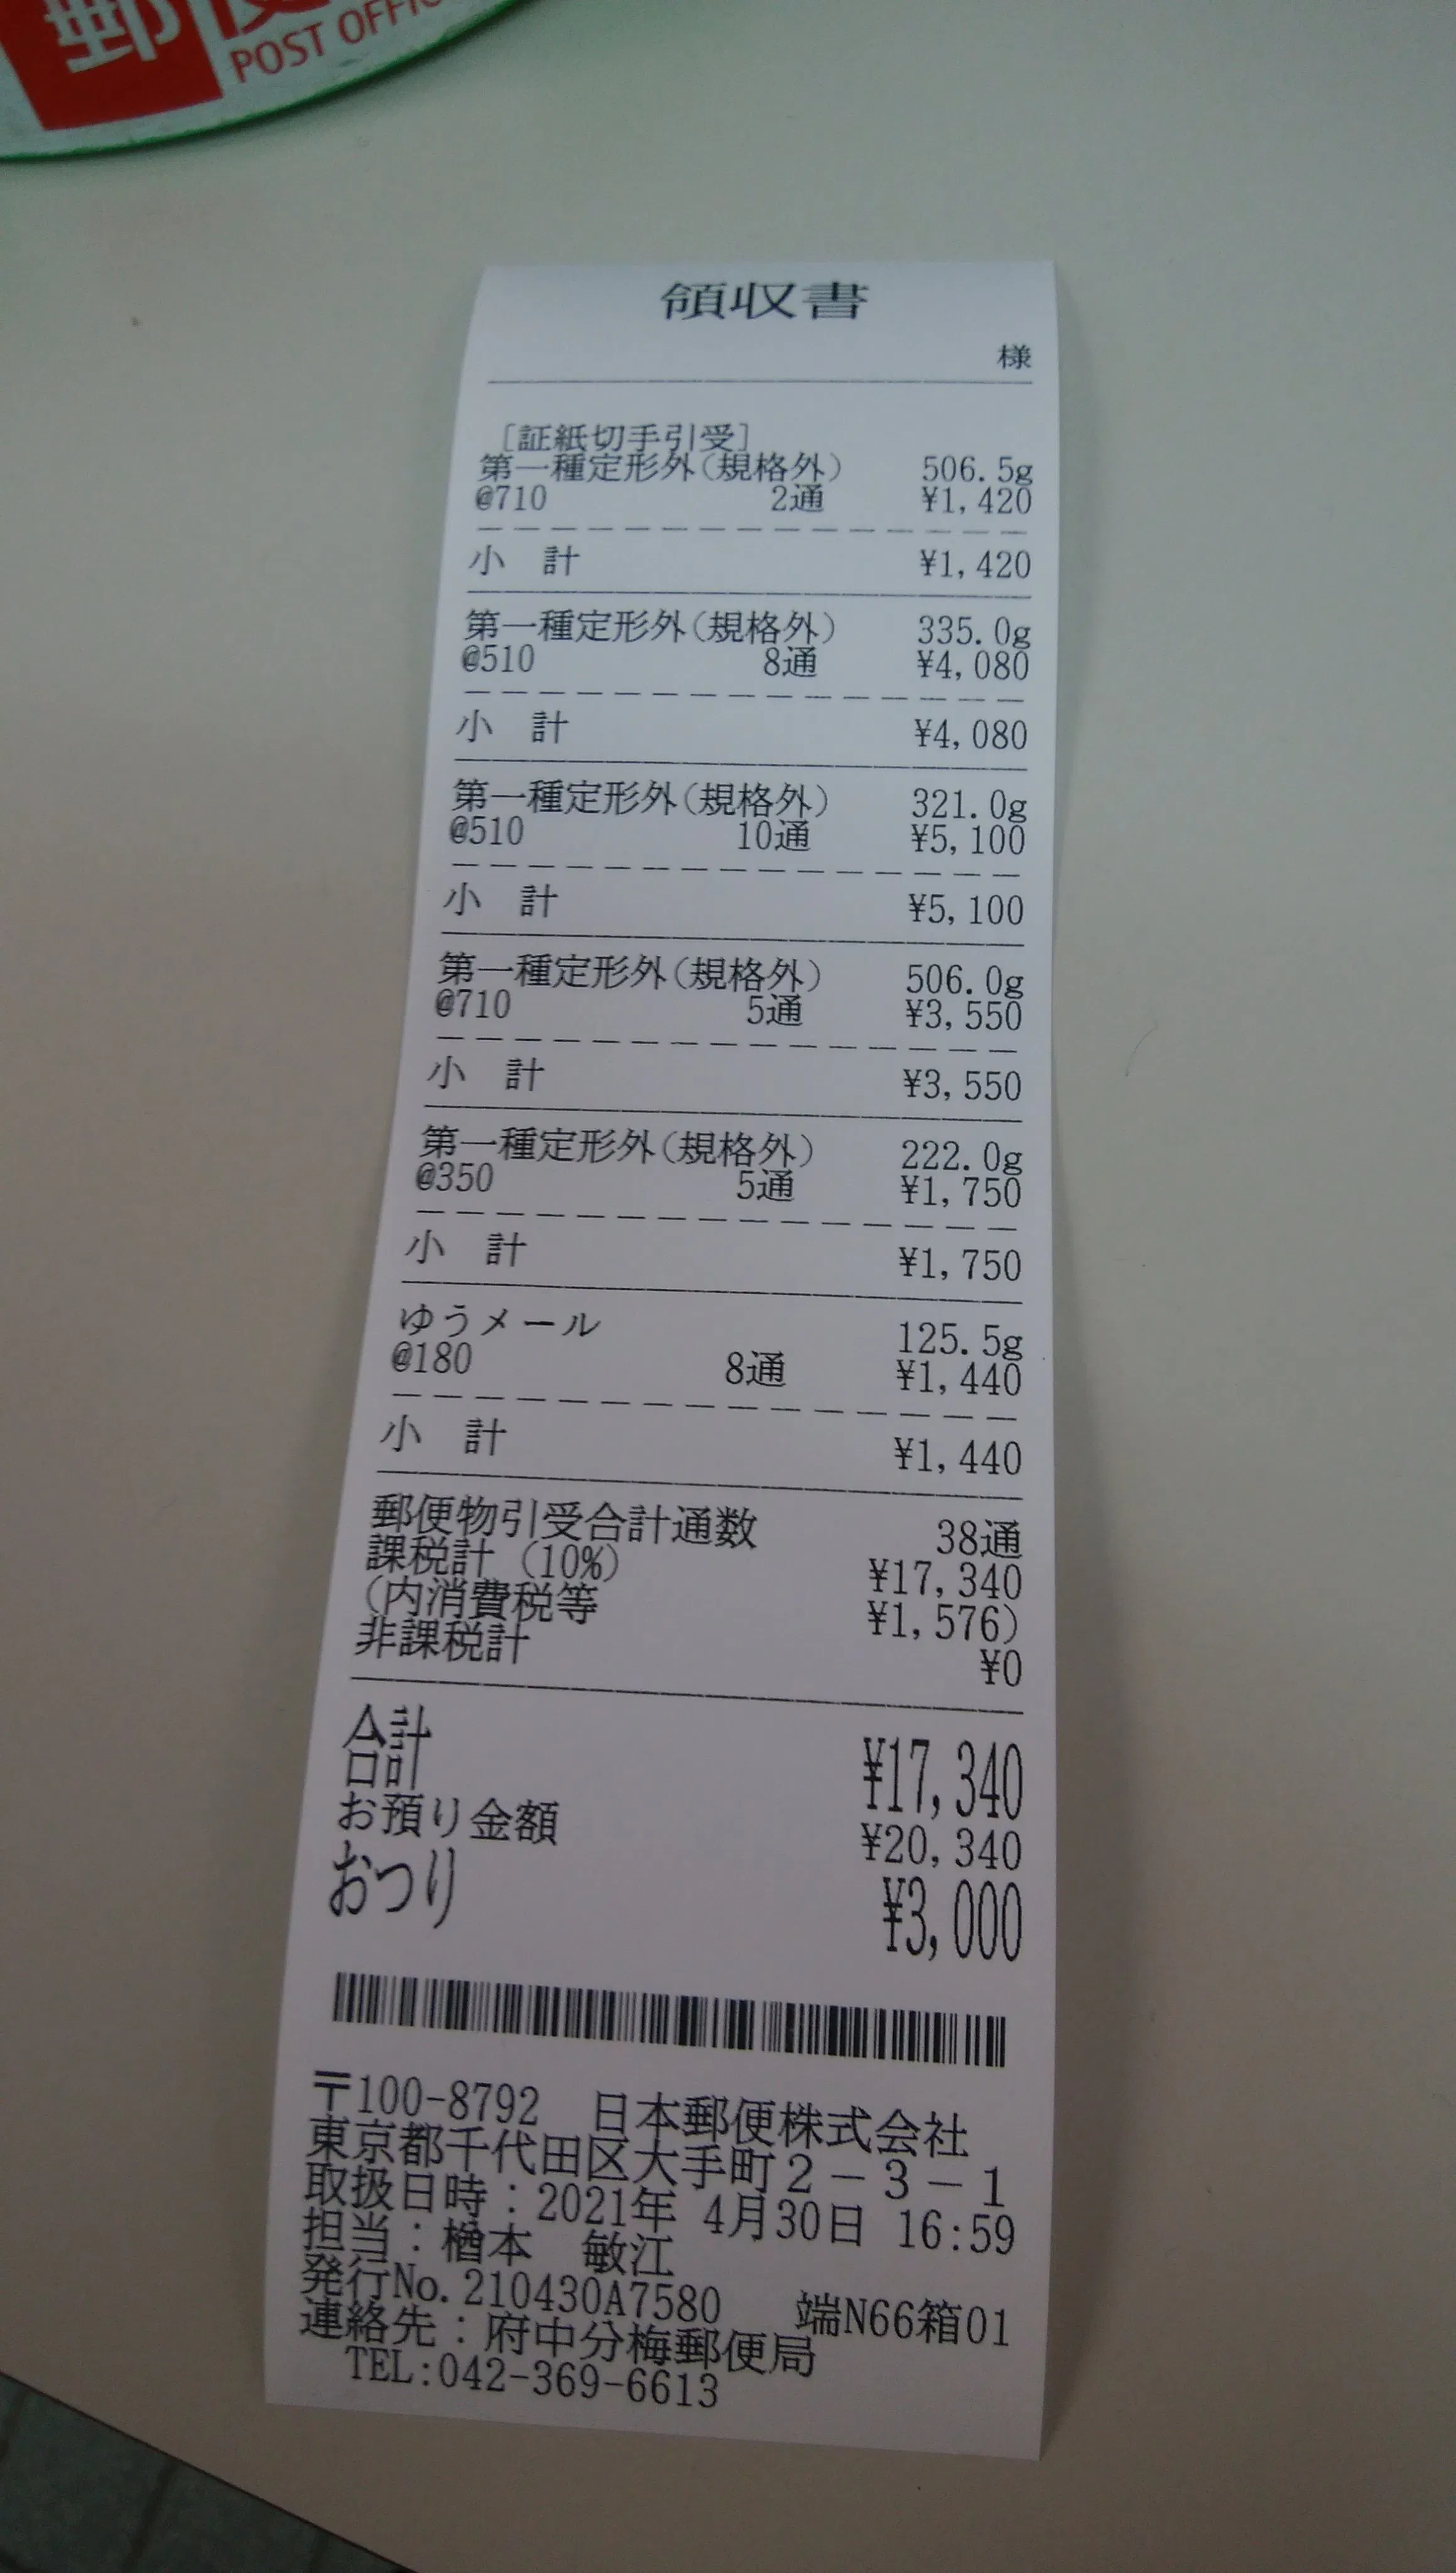 郵便
POST OFFIC
領収書
様
［証紙切手引受］
第一種定形外（規格外） 506.5g
@710 2通 ¥1,420
小　計 ¥1,420
第一種定形外（規格外） 335.0g
@510 8通 ¥4,080
小　計 ¥4,080
第一種定形外（規格外） 321.0g
@510 10通 ¥5,100
小　計 ¥5,100
第一種定形外（規格外） 506.0g
@710 5通 ¥3,550
小　計 ¥3,550
第一種定形外（規格外） 222.0g
@350 5通 ¥1,750
小　計 ¥1,750
ゆうメール 125.5g
@180 8通 ¥1,440
小　計 ¥1,440
郵便物引受合計通数 38通
課税計（10%） ¥17,340
（内消費税等 ¥1,576)
非課税計 ¥0
合計 ¥17,340
お預り金額 ¥20,340
おつり ¥3,000
〒100-8792　日本郵便株式会社
東京都千代田区大手町２－３－１
取扱日時：2021年 4月30日 16:59
担当：楢本　敏江
発行No.210430A7580 端N66箱01
連絡先：府中分梅郵便局
TEL:042-369-6613